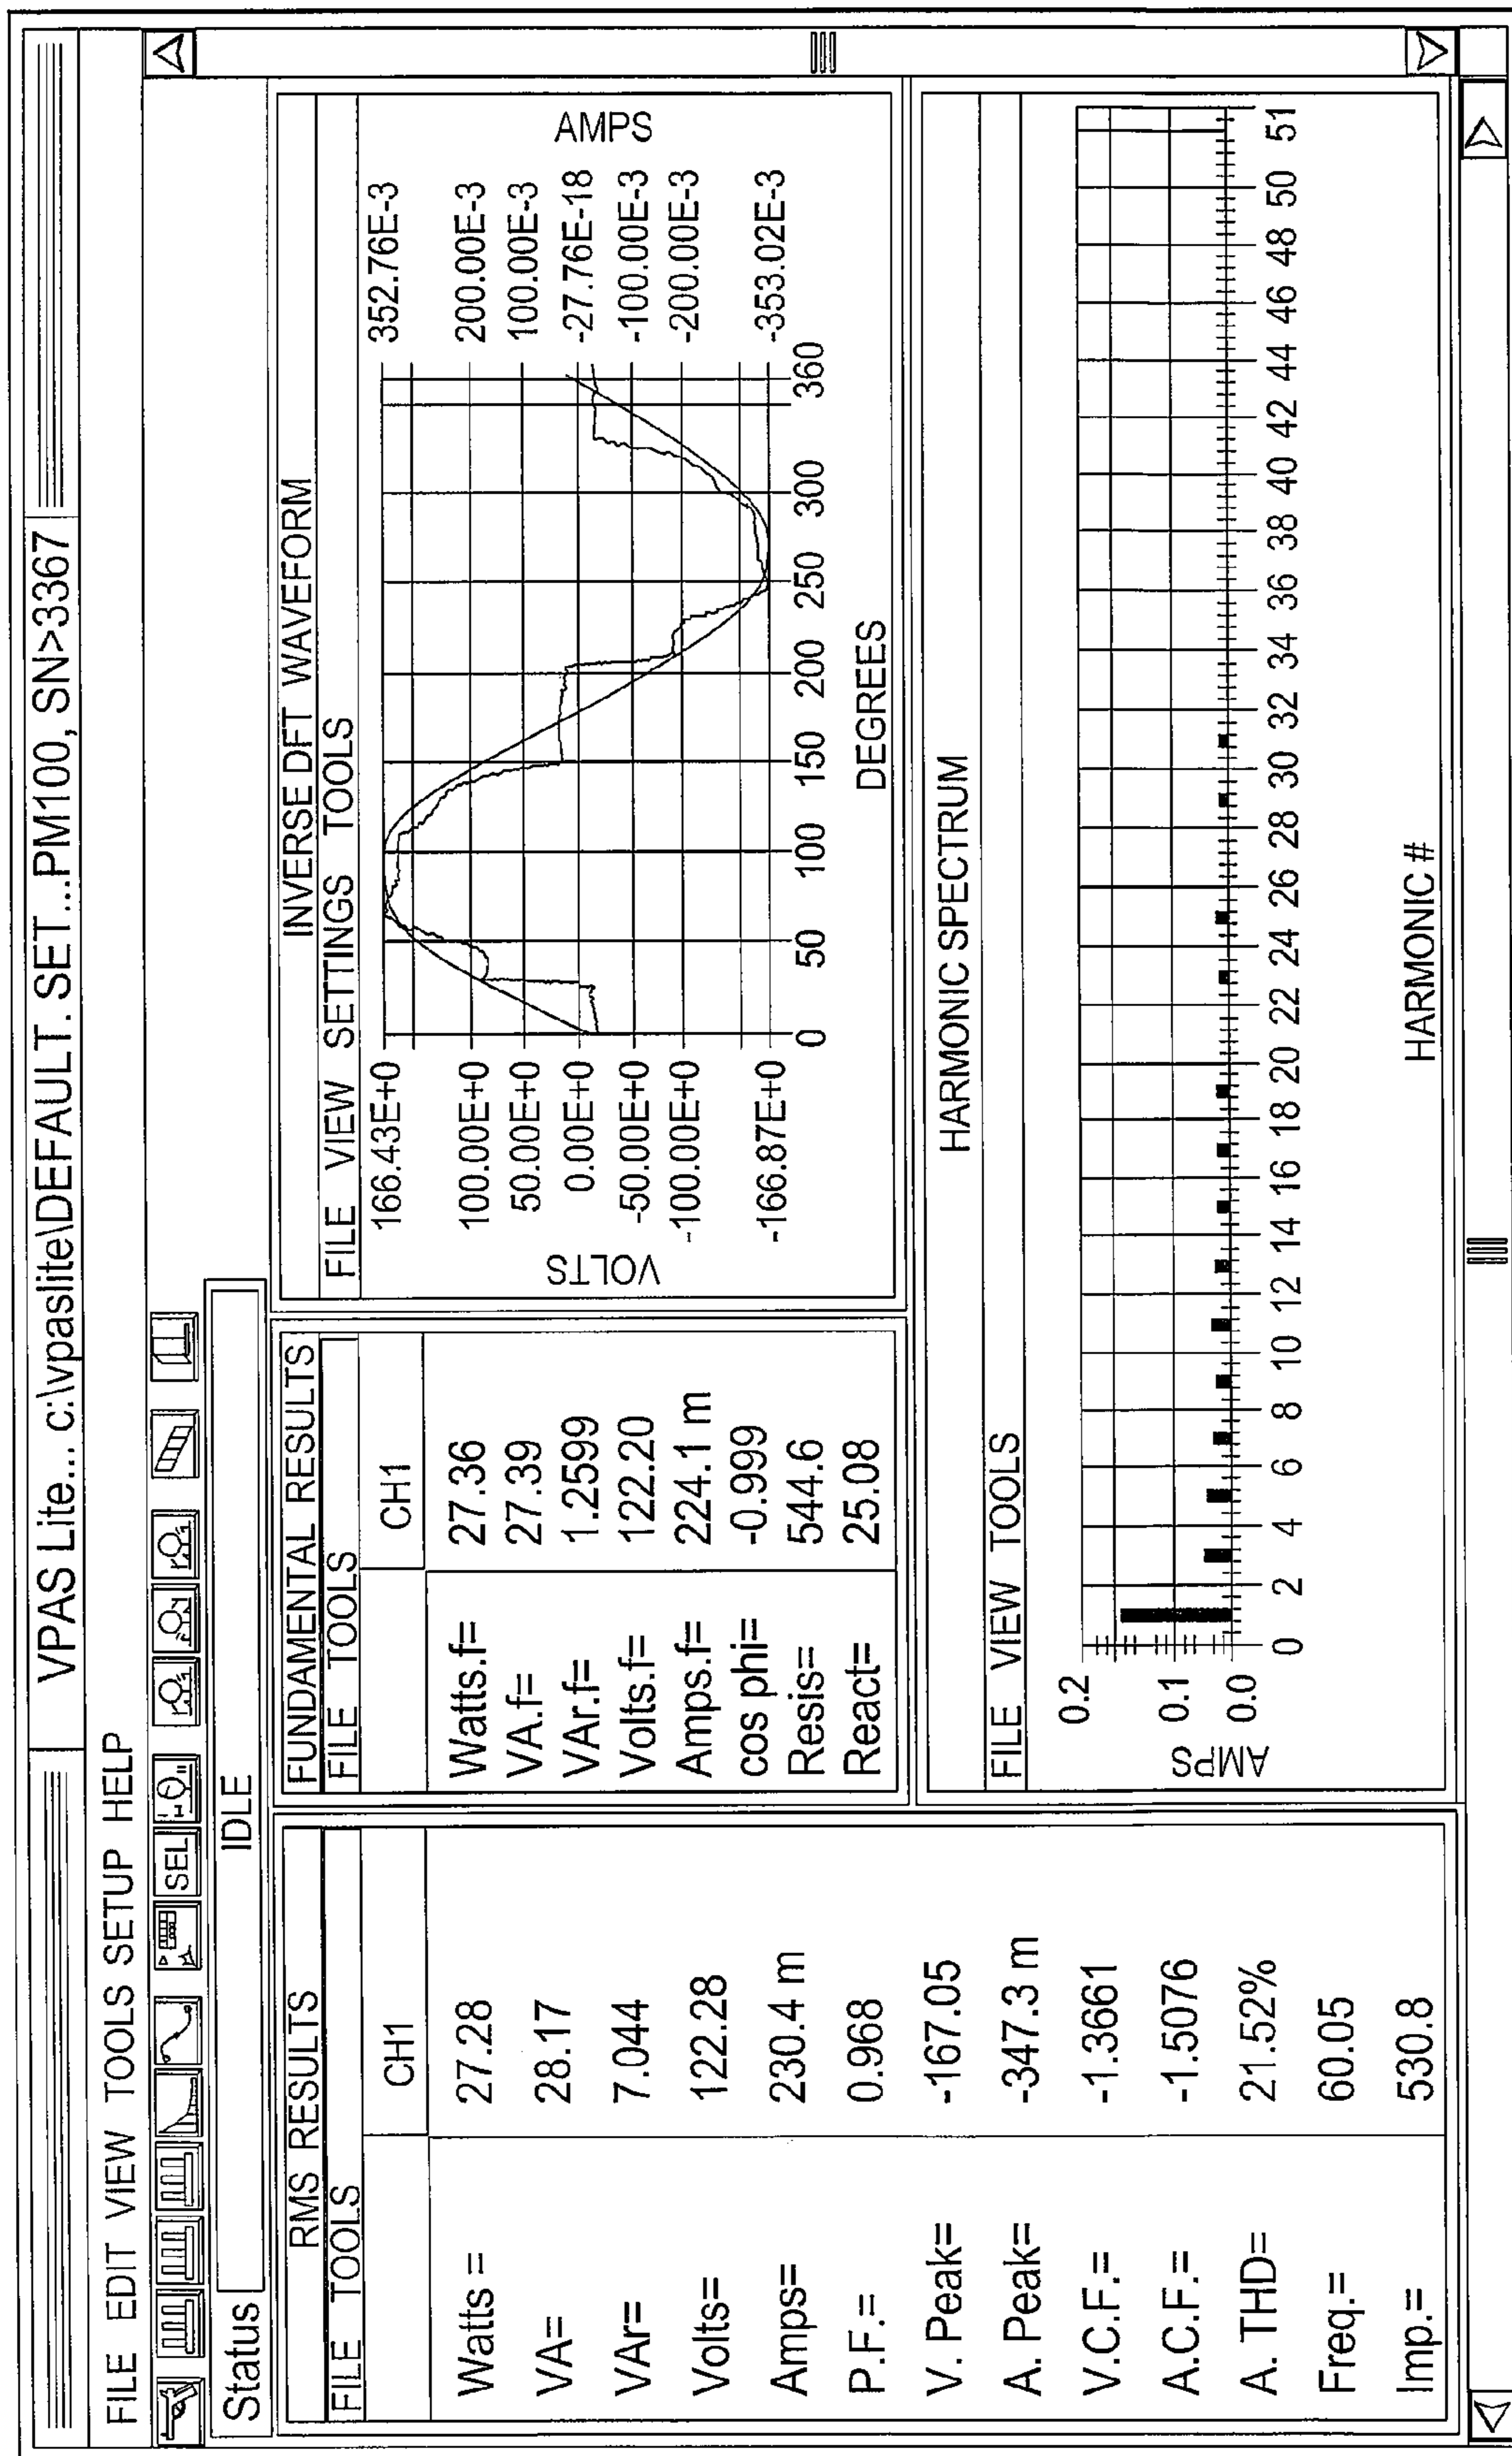 VPAS Lite... c:\vpaslite\DEFAULT. SET...PM100, SN>3367
FILE EDIT VIEW TOOLS SETUP HELP
SEL
Status
IDLE
RMS RESULTS
FILE TOOLS
CH1
Watts = 27.28
VA= 28.17
VAr= 7.044
Volts= 122.28
Amps= 230.4 m
P.F.= 0.968
V. Peak= -167.05
A. Peak= -347.3 m
V.C.F.= -1.3661
A.C.F.= -1.5076
A. THD= 21.52%
Freq.= 60.05
Imp.= 530.8
FUNDAMENTAL RESULTS
FILE TOOLS
CH1
Watts.f= 27.36
VA.f= 27.39
VAr.f= 1.2599
Volts.f= 122.20
Amps.f= 224.1 m
cos phi= -0.999
Resis= 544.6
React= 25.08
INVERSE DFT WAVEFORM
FILE VIEW SETTINGS TOOLS
166.43E+0 352.76E-3
100.00E+0 200.00E-3
50.00E+0 100.00E-3
0.00E+0 -27.76E-18
-50.00E+0 -100.00E-3
-100.00E+0 -200.00E-3
-166.87E+0 -353.02E-3
VOLTS
AMPS
0 50 100 150 200 250 300 360
DEGREES
HARMONIC SPECTRUM
FILE VIEW TOOLS
0.2
0.1
0.0
AMPS
0 2 4 6 8 10 12 14 16 18 20 22 24 26 28 30 32 34 36 38 40 42 44 46 48 50 51
HARMONIC #